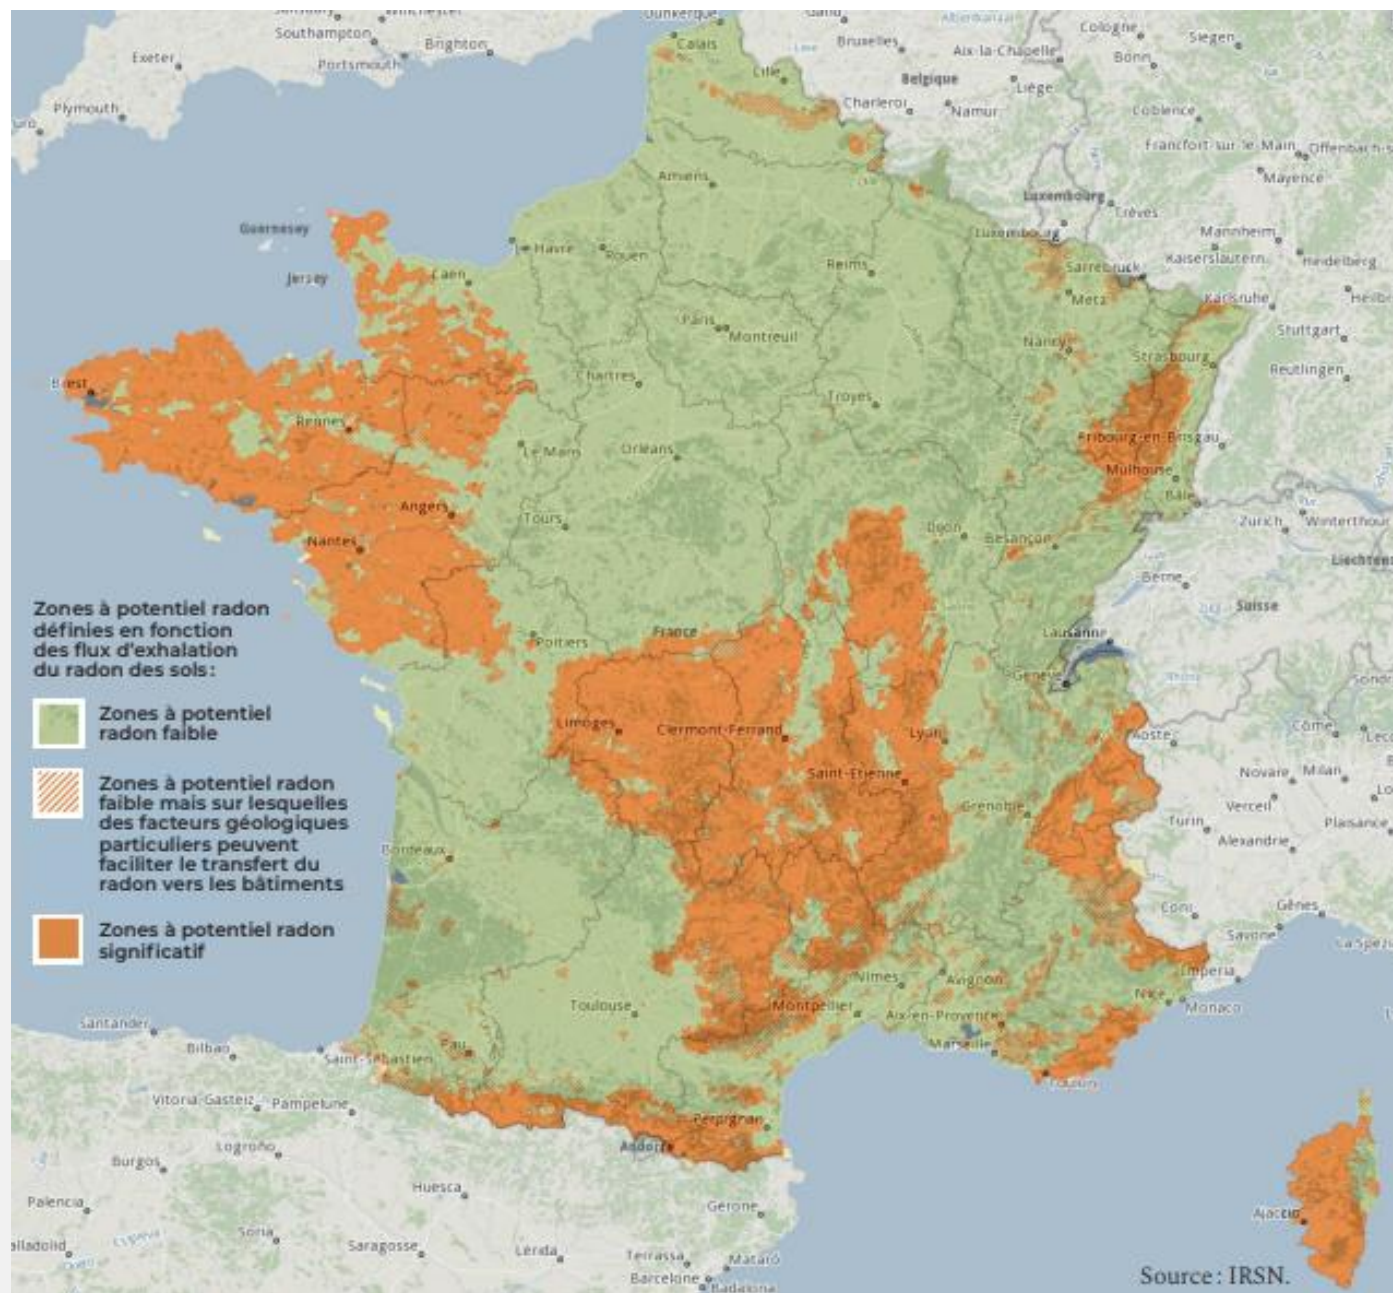 Dunkerque
Southampton
Calais
Bruxelles
Cologne
Siegen
Exeter
Brighton
Portsmouth
Lille
Aix-la-Chapelle
Bonn
Belgique
Liège
Plymouth
Charleroi
Namur
Coblence
Francfort-sur-le-Main
Amiens
Mayence
Luxembourg
Trèves
Guernesey
Luxembourg
Mannheim
Le Havre
Rouen
Reims
Sarrebruck
Kaiserslautern
Heidelberg
Jersey
Caen
Metz
Karlsruhe
Paris
Montreuil
Nancy
Strasbourg
Stuttgart
Reutlingen
Brest
Chartres
Troyes
Rennes
Le Mans
Orléans
Fribourg-en-Brisgau
Mulhouse
Bâle
Angers
Tours
Dijon
Besançon
Zurich
Winterthour
Nantes
Berne
Suisse
Zones à potentiel radon
définies en fonction
des flux d'exhalation
du radon des sols :
Poitiers
France
Lausanne
Genève
Zones à potentiel
radon faible
Limoges
Clermont-Ferrand
Lyon
Aoste
Côme
Saint-Etienne
Novare
Milan
Zones à potentiel radon
faible mais sur lesquelles
des facteurs géologiques
particuliers peuvent
faciliter le transfert du
radon vers les bâtiments
Grenoble
Verceil
Turin
Plaisance
Alexandrie
Bordeaux
Zones à potentiel radon
significatif
Coni
Gênes
Savone
La Spezi
Nîmes
Avignon
Imperia
Toulouse
Montpellier
Aix-en-Provence
Nice
Monaco
Santander
Bilbao
Saint-Sébastien
Pau
Marseille
Toulon
Vitoria-Gasteiz
Pampelune
Perpignan
Logroño
Andorre
Burgos
Huesca
Gérone
Palencia
Ajaccio
Soria
Saragosse
Lérida
Terrassa
Mataró
Barcelone
Badalona
Source : IRSN.